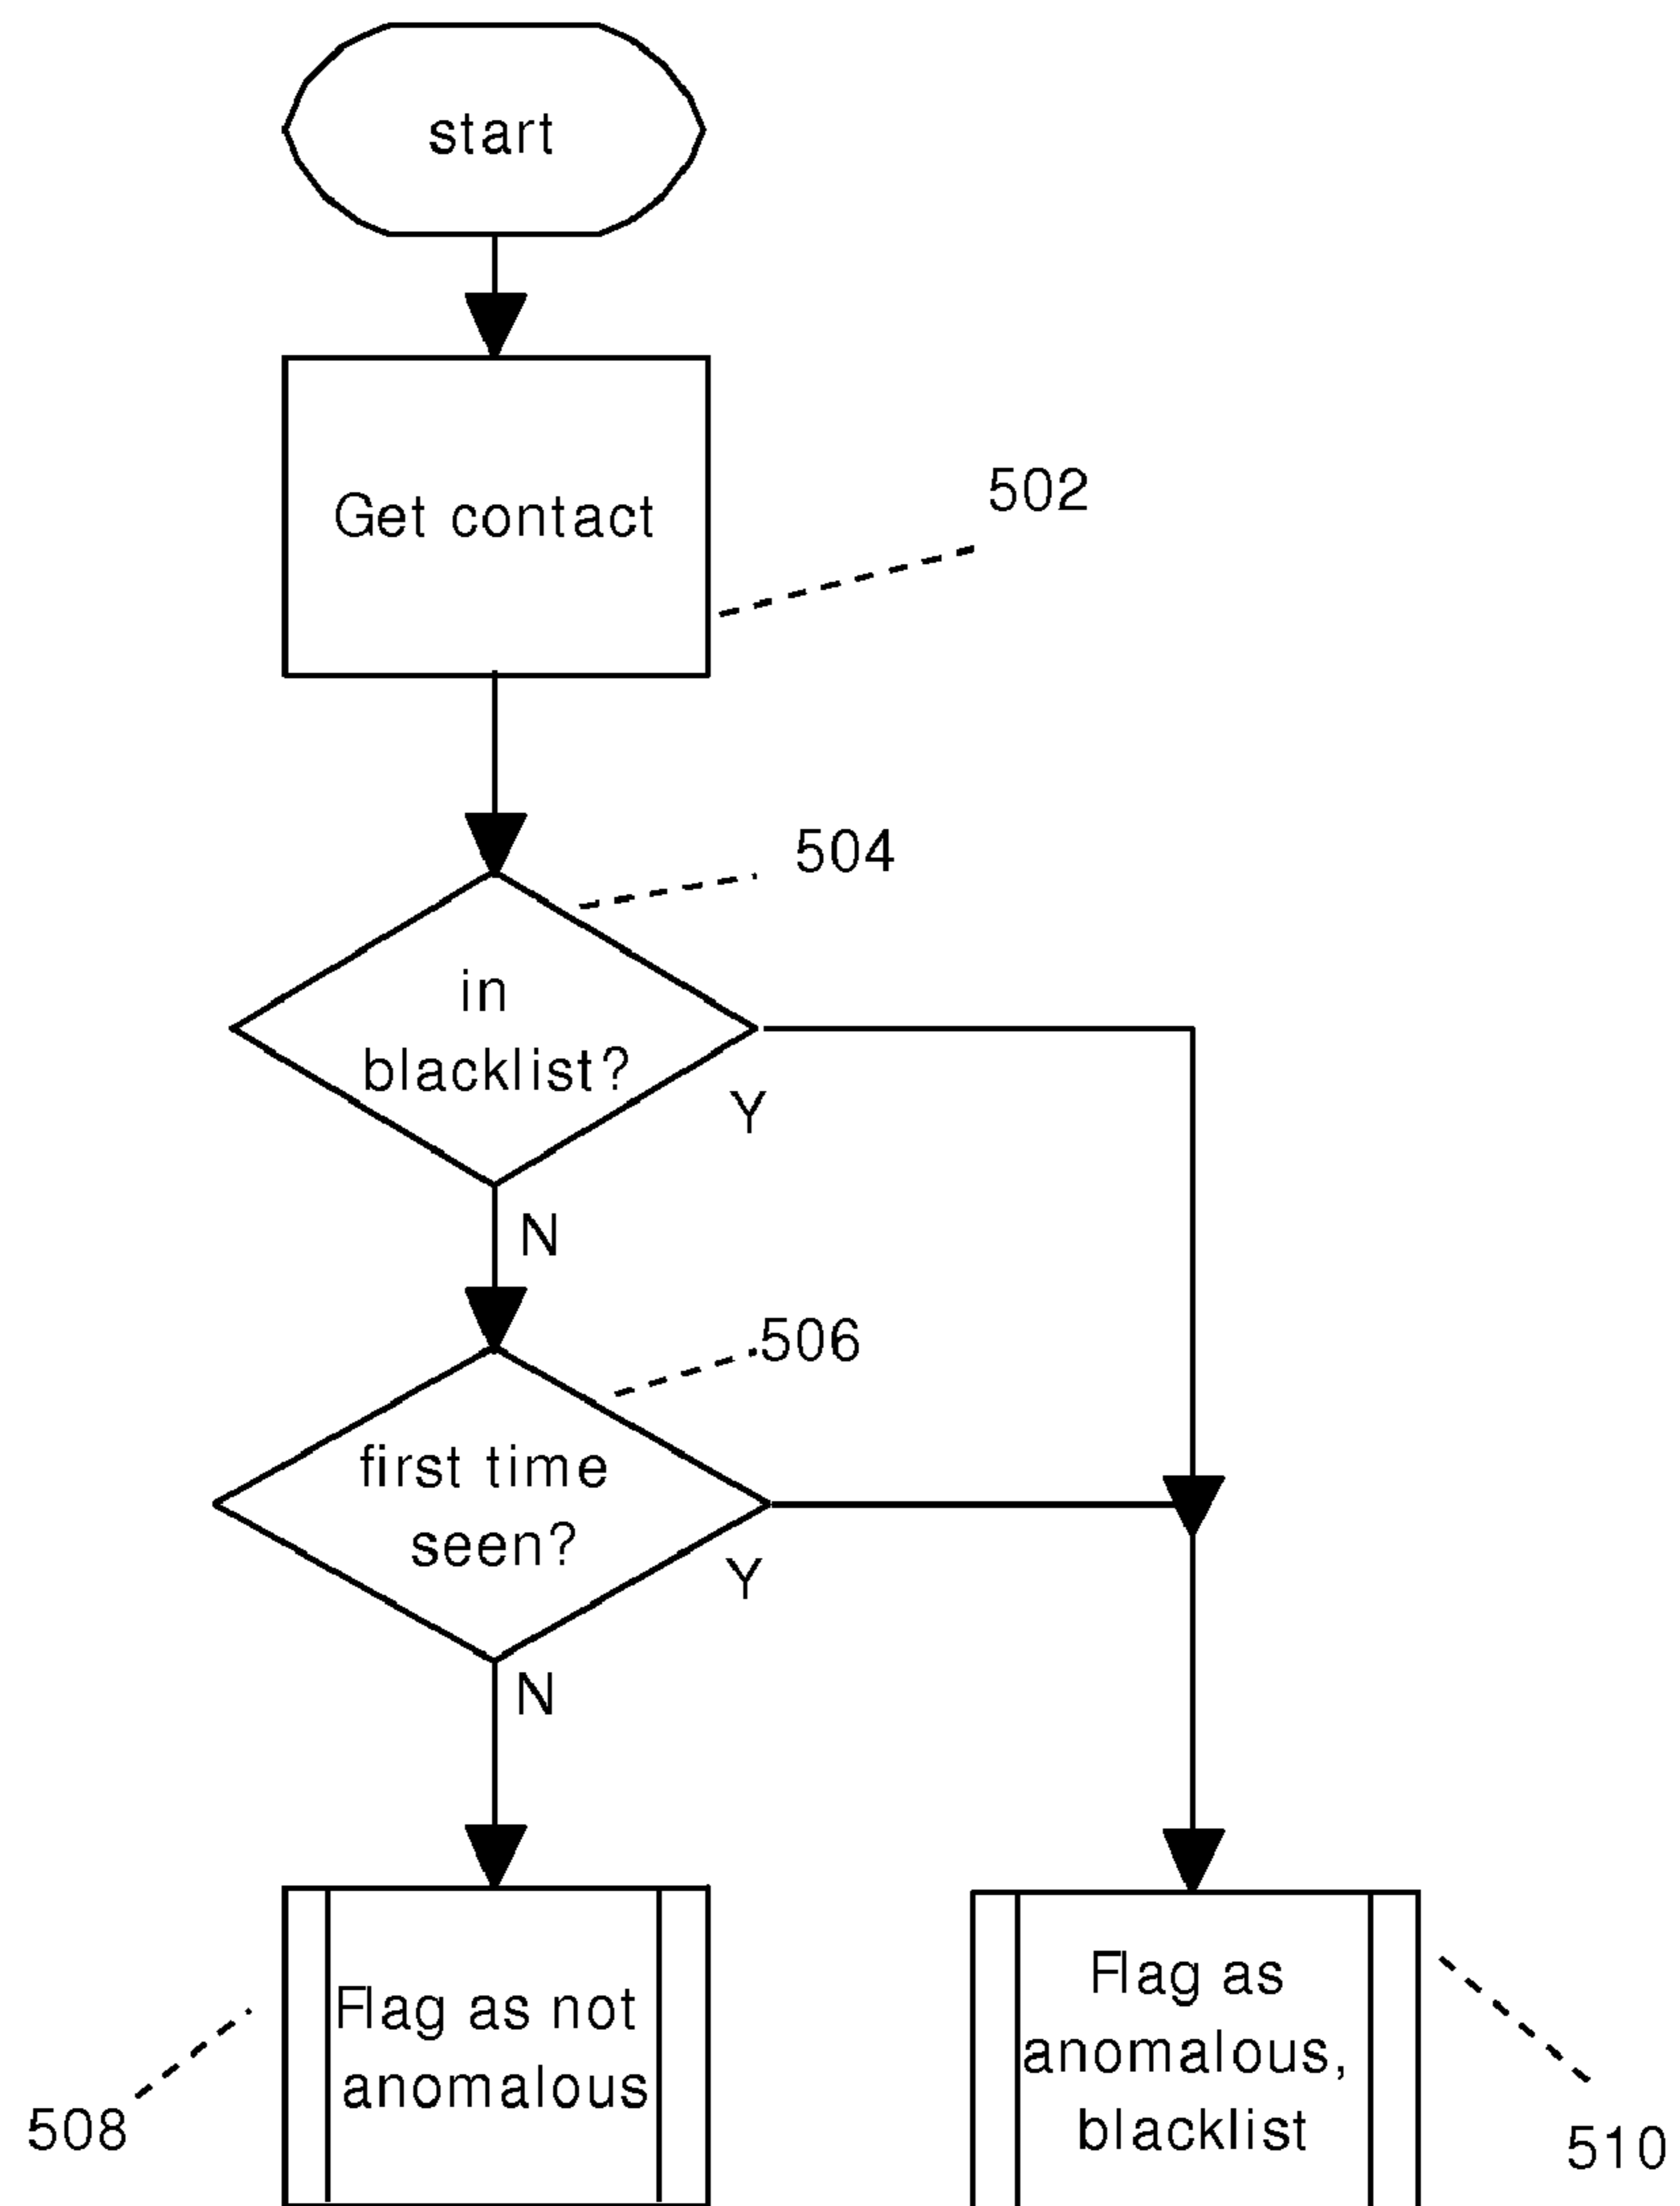 start
Get contact
502
504
in
blacklist?
Y
N
506
first time
seen?
Y
N
Flag as not
anomalous
508
Flag as
anomalous,
blacklist
510